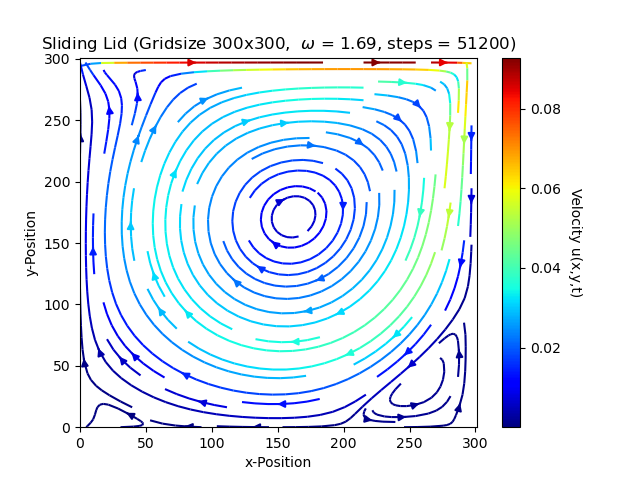 Sliding Lid (Gridsize 300x300, ω = 1.69, steps = 51200)
300
250
200
150
100
50
0
y-Position
0 50 100 150 200 250 300
x-Position
0.08
0.06
0.04
0.02
Velocity u(x,y,t)